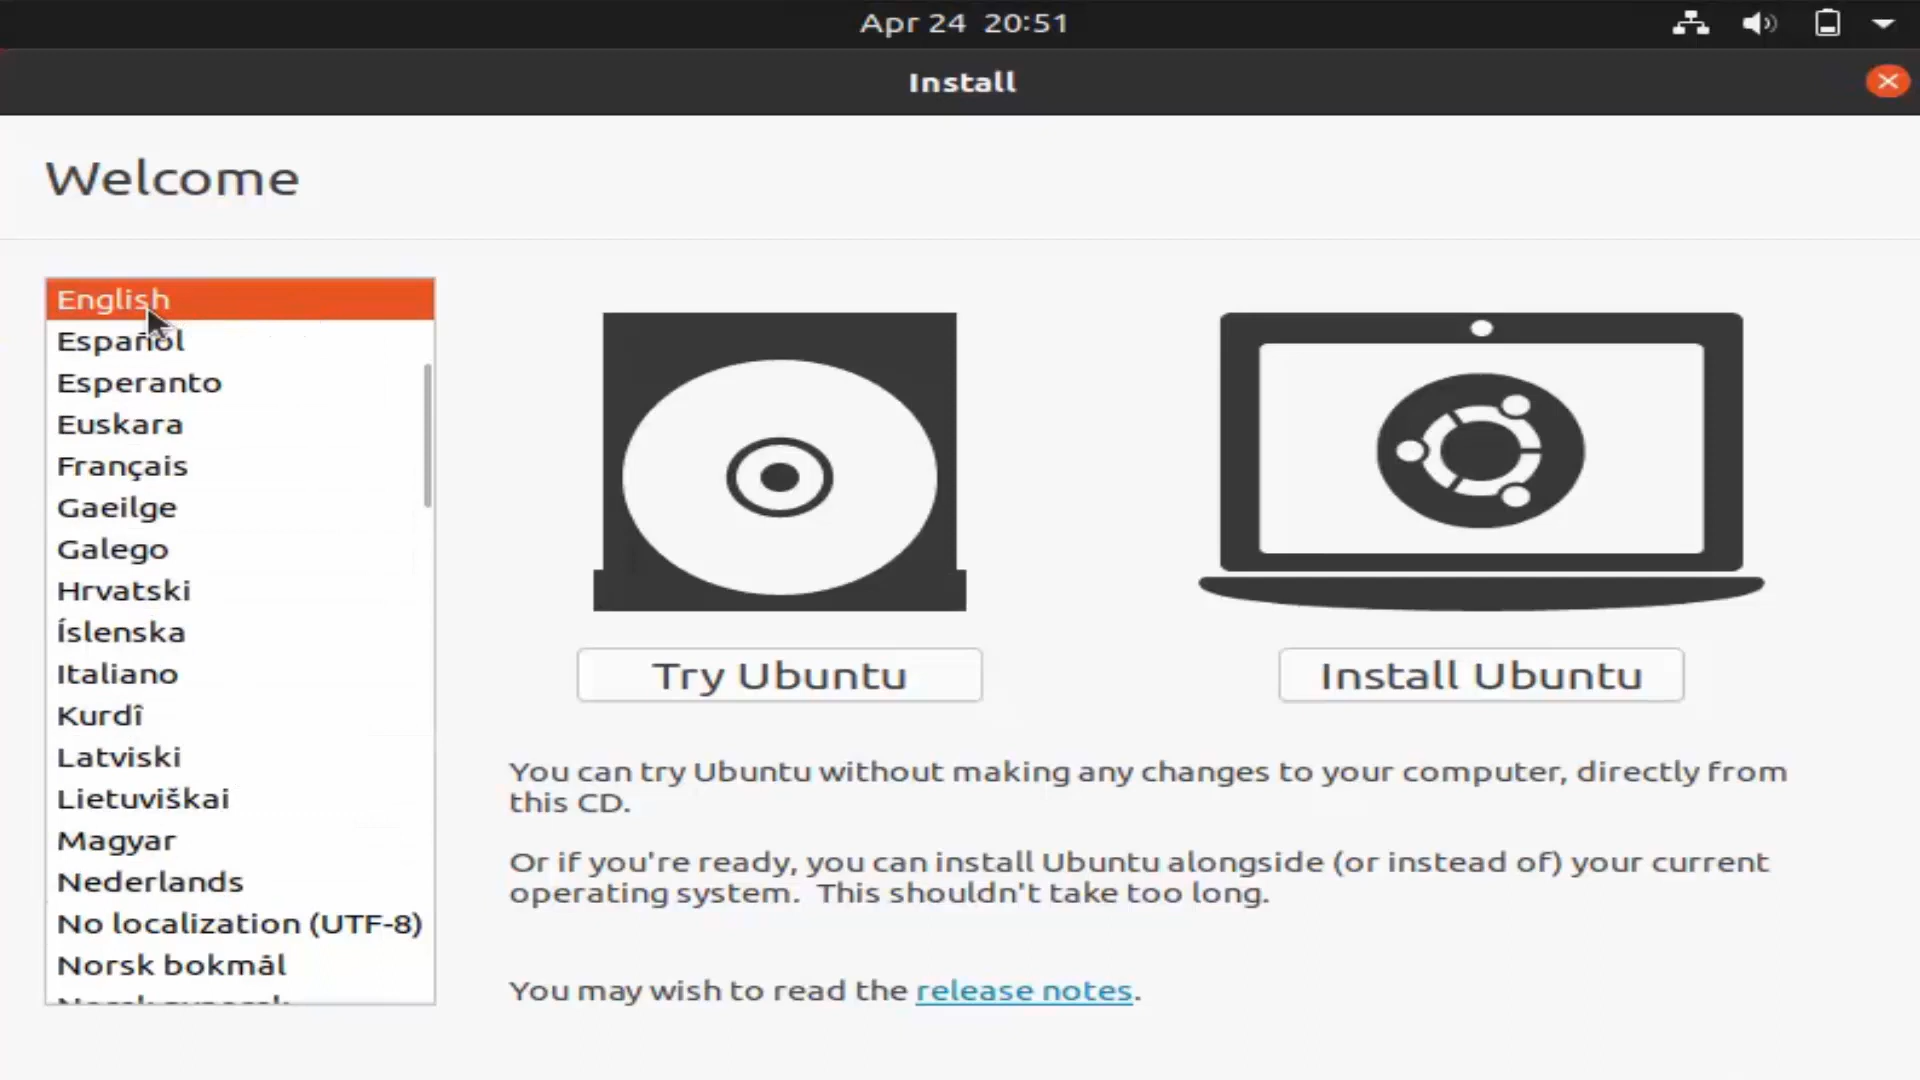 Apr 24 20:51
Install
Welcome
English
Español
Esperanto
Euskara
Français
Gaeilge
Galego
Hrvatski
Íslenska
Italiano
Kurdî
Latviski
Lietuviškai
Magyar
Nederlands
No localization (UTF-8)
Norsk bokmål
Try Ubuntu
Install Ubuntu
You can try Ubuntu without making any changes to your computer, directly from
this CD.
Or if you're ready, you can install Ubuntu alongside (or instead of) your current
operating system. This shouldn't take too long.
You may wish to read the release notes.